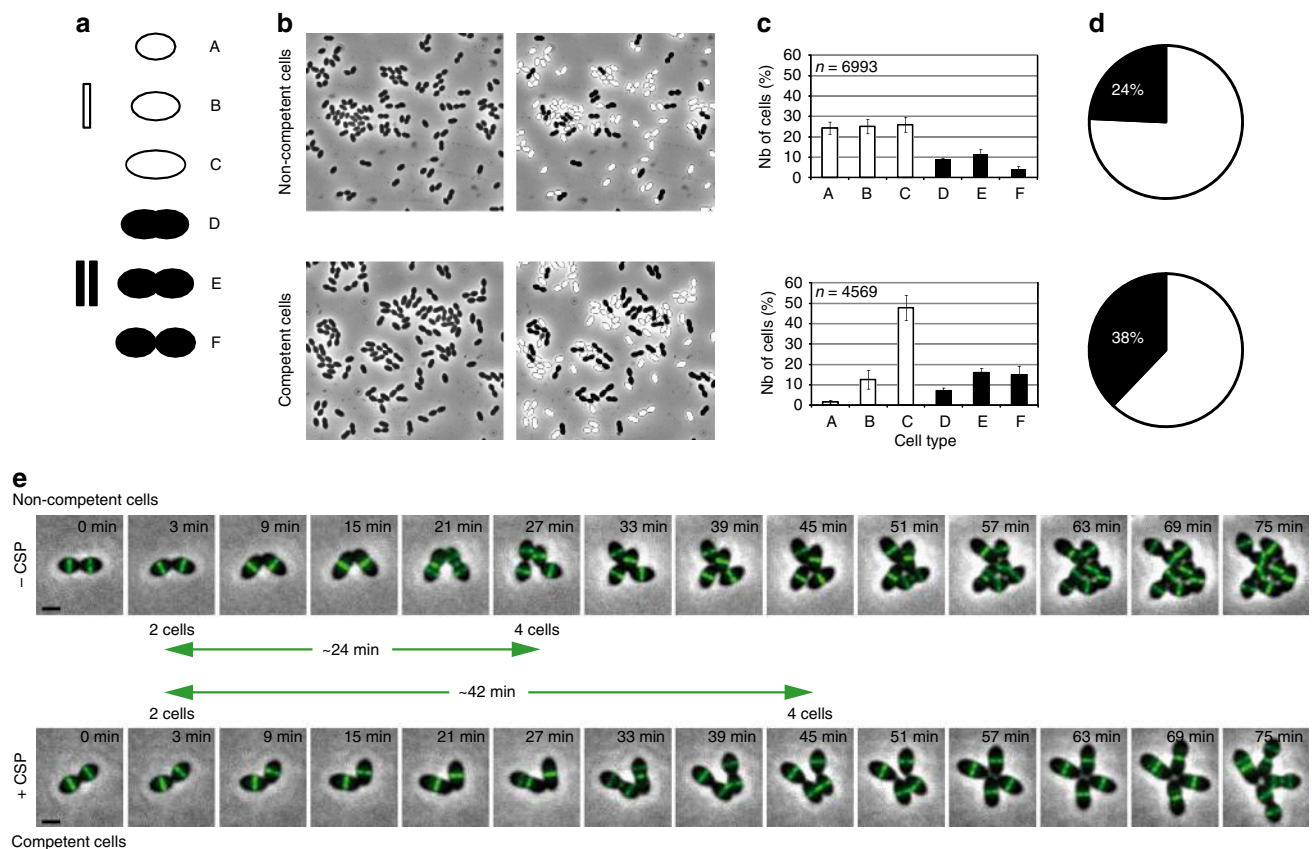 a
A
B
C
D
E
F
b
Non-competent cells
Competent cells
c
n = 6993
Nb of cells (%)
60
50
40
30
20
10
0
A B C D E F
n = 4569
Nb of cells (%)
60
50
40
30
20
10
0
A B C D E F
Cell type
d
24%
38%
e
Non-competent cells
– CSP
0 min 3 min 9 min 15 min 21 min 27 min 33 min 39 min 45 min 51 min 57 min 63 min 69 min 75 min
2 cells 4 cells
~24 min
~42 min
2 cells 4 cells
+ CSP
0 min 3 min 9 min 15 min 21 min 27 min 33 min 39 min 45 min 51 min 57 min 63 min 69 min 75 min
Competent cells